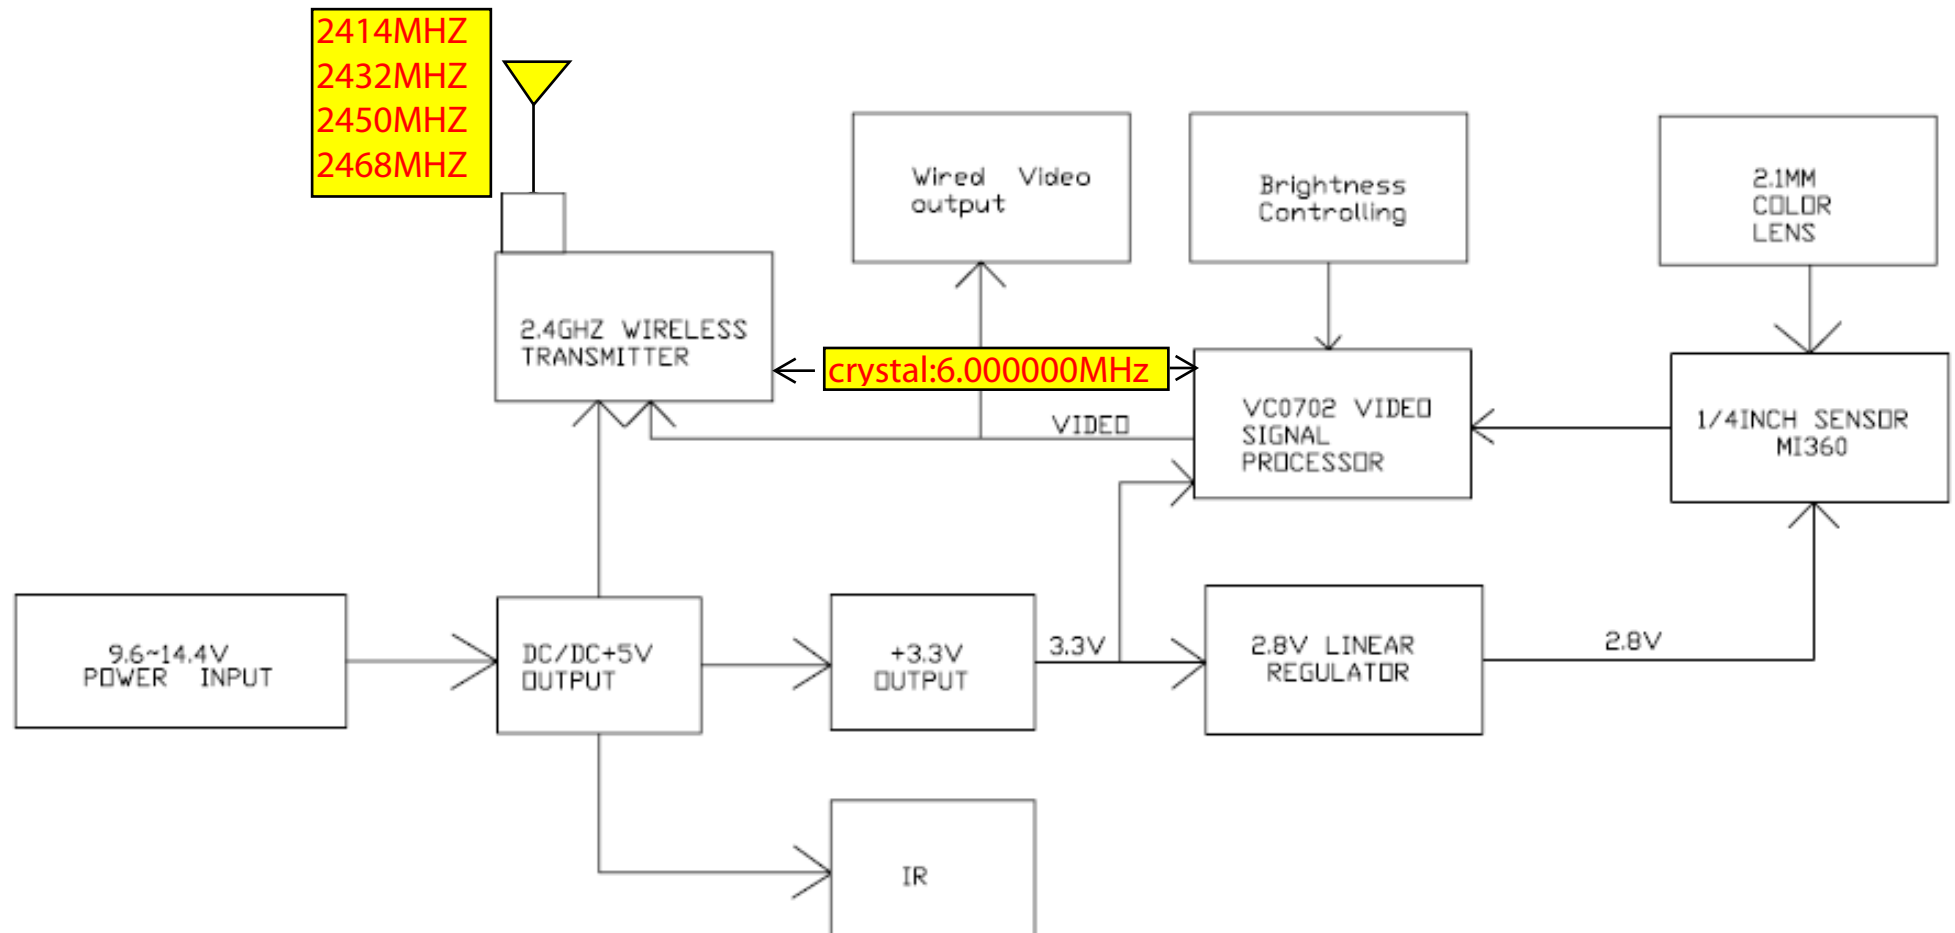 2414MHZ
2432MHZ
2450MHZ
2468MHZ
Wired Video
output
Brightness
Controlling
2.1MM
COLOR
LENS
2.4GHZ WIRELESS
TRANSMITTER
crystal:6.000000MHz
VIDEO
VC0702 VIDEO
SIGNAL
PROCESSOR
1/4INCH SENSOR
MI360
9.6~14.4V
POWER INPUT
DC/DC+5V
OUTPUT
+3.3V
OUTPUT
3.3V
2.8V LINEAR
REGULATOR
2.8V
IR